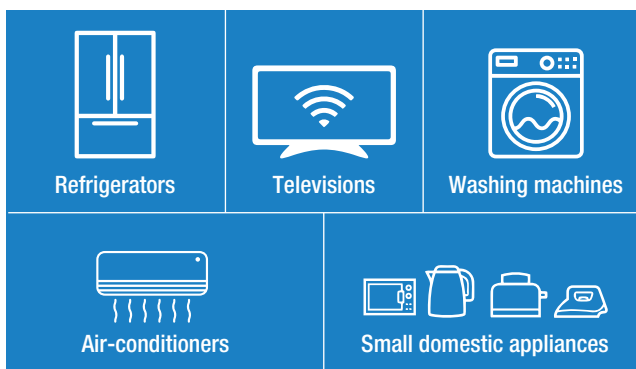 Refrigerators
Televisions
Washing machines
Air-conditioners
Small domestic appliances